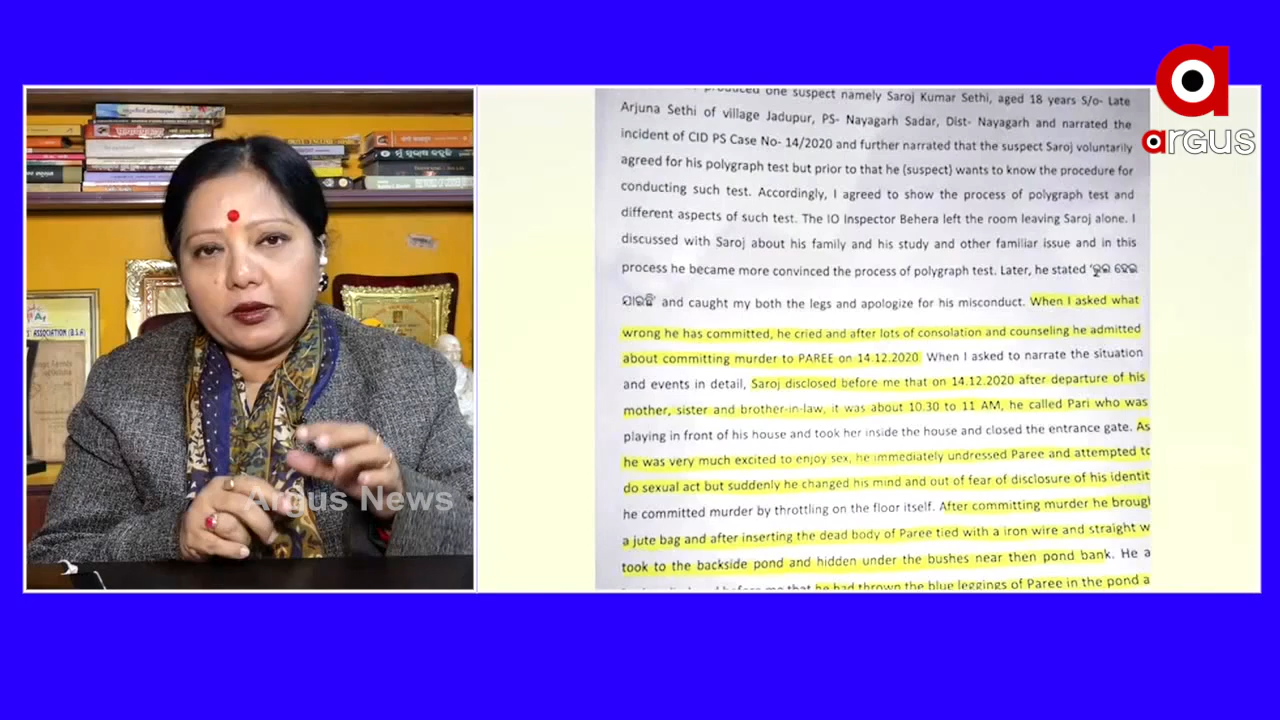 produced one suspect namely Saroj Kumar Sethi, aged 18 years S/o- Late
Arjuna Sethi of village Jadupur, PS- Nayagarh Sadar, Dist- Nayagarh and narrated the
incident of CID PS Case No- 14/2020 and further narrated that the suspect Saroj voluntarily
agreed for his polygraph test but prior to that he (suspect) wants to know the procedure for
conducting such test. Accordingly, I agreed to show the process of polygraph test and
different aspects of such test. The IO Inspector Behera left the room leaving Saroj alone. I
discussed with Saroj about his family and his study and other familiar issue and in this
process he became more convinced the process of polygraph test. Later, he stated ‘ଭୁଲ ହେଇ
ଯାଇଛି’ and caught my both the legs and apologize for his misconduct. When I asked what
wrong he has committed, he cried and after lots of consolation and counseling he admitted
about committing murder to PAREE on 14.12.2020 When I asked to narrate the situation
and events in detail, Saroj disclosed before me that on 14.12.2020 after departure of his
mother, sister and brother-in-law, it was about 10.30 to 11 AM, he called Pari who was
playing in front of his house and took her inside the house and closed the entrance gate. As
he was very much excited to enjoy sex, he immediately undressed Paree and attempted to
do sexual act but suddenly he changed his mind and out of fear of disclosure of his identit
he committed murder by throttling on the floor itself. After committing murder he brough
a jute bag and after inserting the dead body of Paree tied with a iron wire and straight w
took to the backside pond and hidden under the bushes near then pond bank. He a
before me that he had thrown the blue leggings of Paree in the pond a
argus
Argus News
ASSOCIATION (B.S.A)